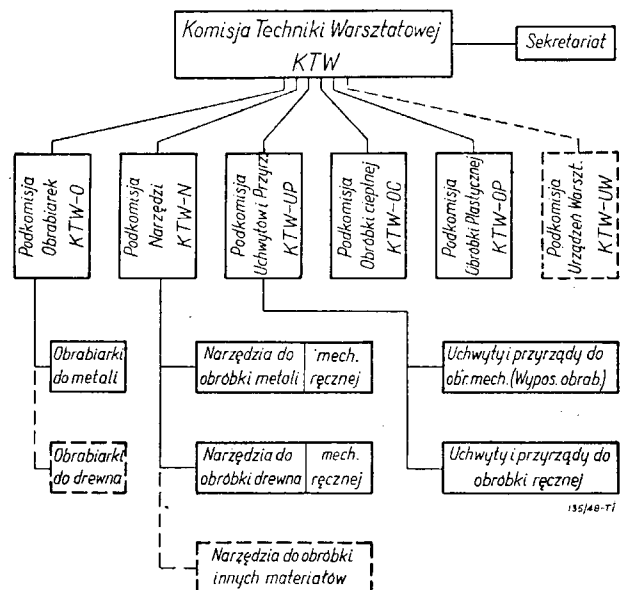 Komisja Techniki Warsztatowej
KTW
Sekretariat
Podkomisja
Obrabiarek
KTW-O
Podkomisja
Narzędzi
KTW-N
Podkomisja
Uchwytów i Przyrz.
KTW-UP
Podkomisja
Obróbki cieplnej
KTW-OC
Podkomisja
Obróbki Plastycznej
KTW-OP
Podkomisja
Urządzeń Warszt.
KTW-UW
Obrabiarki
do metali
Narzędzia do
obróbki metali
mech.
ręcznej
Uchwyty i przyrządy do
obr. mech. (Wypos. obrab.)
Obrabiarki
do drewna
Narzędzia do
obróbki drewna
mech.
ręcznej
Uchwyty i przyrządy do
obróbki ręcznej
135/48-Ti
Narzędzia do obróbki
innych materiałów